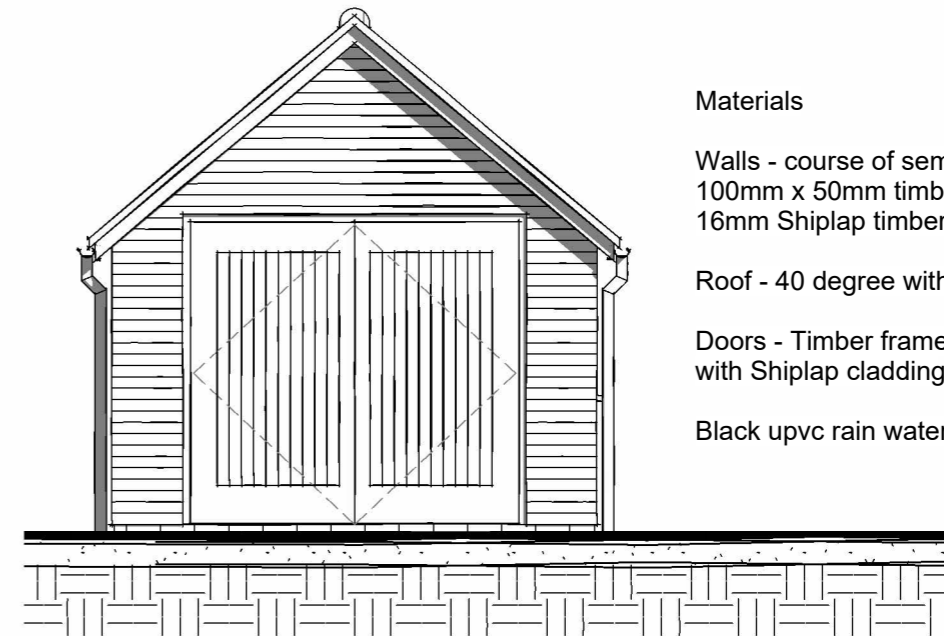 Materials
Walls - course of sem
100mm x 50mm timb
16mm Shiplap timber
Roof - 40 degree with
Doors - Timber frame
with Shiplap cladding
Black upvc rain water